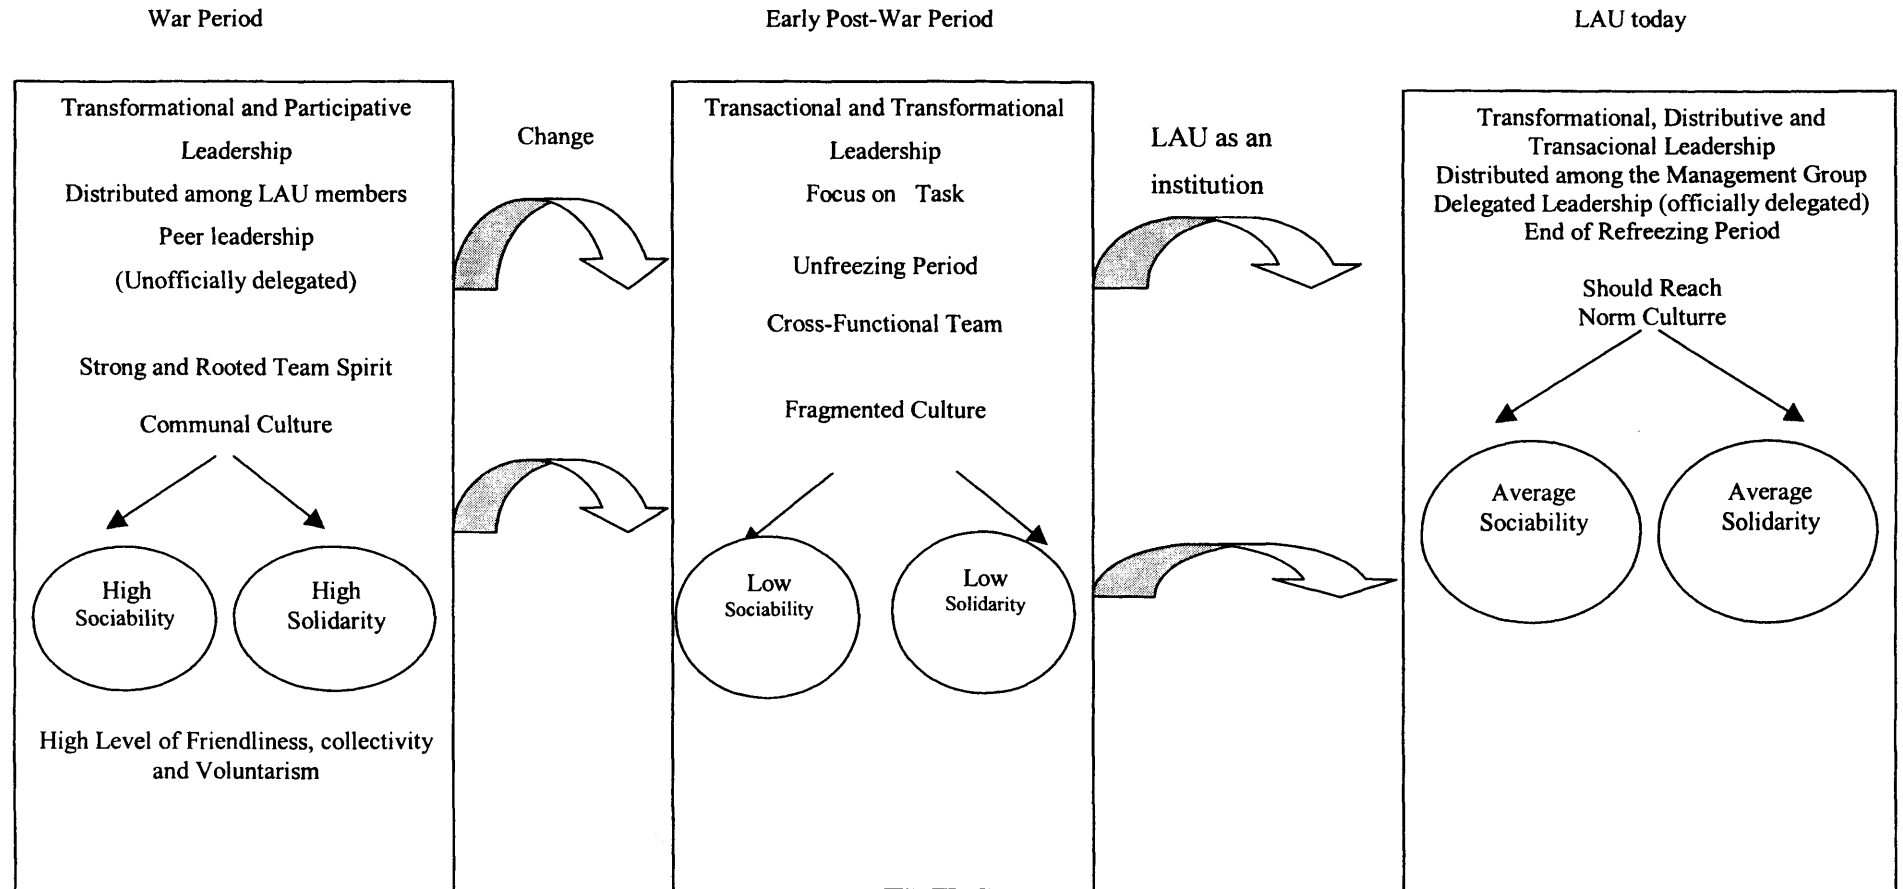 War Period
Early Post-War Period
LAU today
Transformational and Participative
Leadership
Distributed among LAU members
Peer leadership
(Unofficially delegated)
Strong and Rooted Team Spirit
Communal Culture
High
Sociability
High
Solidarity
High Level of Friendliness, collectivity
and Voluntarism
Change
Transactional and Transformational
Leadership
Focus on Task
Unfreezing Period
Cross-Functional Team
Fragmented Culture
Low
Sociability
Low
Solidarity
LAU as an
institution
Transformational, Distributive and
Transacional Leadership
Distributed among the Management Group
Delegated Leadership (officially delegated)
End of Refreezing Period
Should Reach
Norm Culturre
Average
Sociability
Average
Solidarity